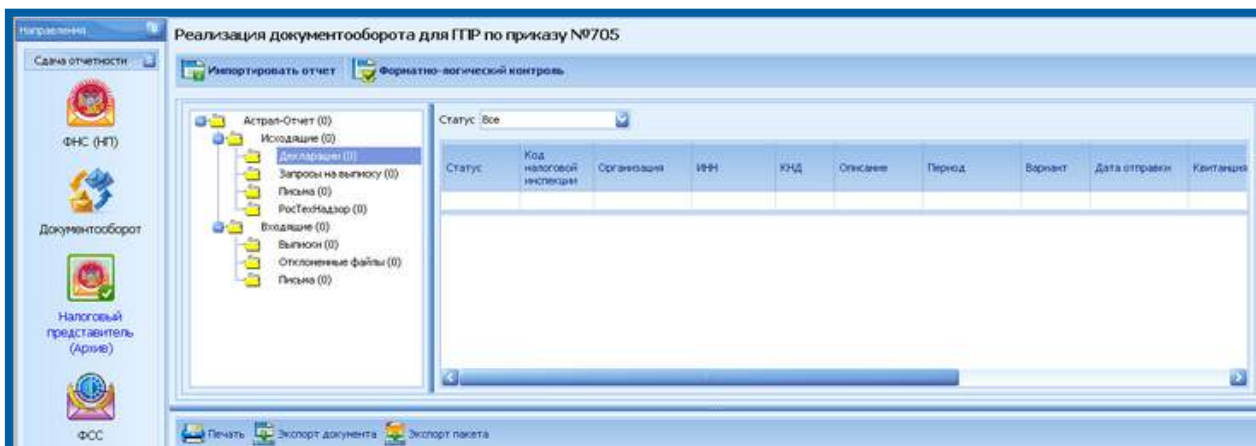 Направления
Сдача отчетности
ФНС (НП)
Документооборот
Налоговый
представитель
(Архив)
ФСС
Реализация документооборота для ГПР по приказу №705
Импортировать отчет
Форматно-логический контроль
Астрал-Отчет (0)
Исходящие (0)
Декларации (0)
Запросы на выписку (0)
Письма (0)
РосТехНадзор (0)
Входящие (0)
Выписки (0)
Отклоненные файлы (0)
Письма (0)
Статус Все
Статус
Код
налоговой
инспекции
Организация
ИНН
КНД
Описание
Период
Вариант
Дата отправки
Квитанция
Печать
Экспорт документа
Экспорт пакета